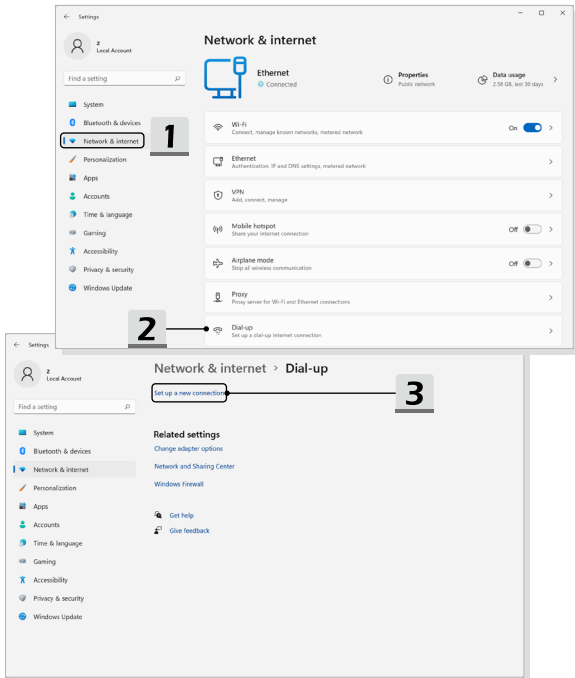 Settings
z
Local Account
Find a setting
System
Bluetooth & devices
Network & internet
Personalization
Apps
Accounts
Time & language
Gaming
Accessibility
Privacy & security
Windows Update
1
Network & internet
Ethernet
Connected
Properties
Public network
Data usage
2.58 GB, last 30 days
Wi-Fi
Connect, manage known networks, metered network
On
Ethernet
Authentication, IP and DNS settings, metered network
VPN
Add, connect, manage
Mobile hotspot
Share your internet connection
Off
Airplane mode
Stop all wireless communication
Off
Proxy
Proxy server for Wi-Fi and Ethernet connections
Dial-up
Set up a dial-up internet connection
2
Settings
z
Local Account
Find a setting
System
Bluetooth & devices
Network & internet
Personalization
Apps
Accounts
Time & language
Gaming
Accessibility
Privacy & security
Windows Update
Network & internet > Dial-up
Set up a new connection
3
Related settings
Change adapter options
Network and Sharing Center
Windows Firewall
Get help
Give feedback